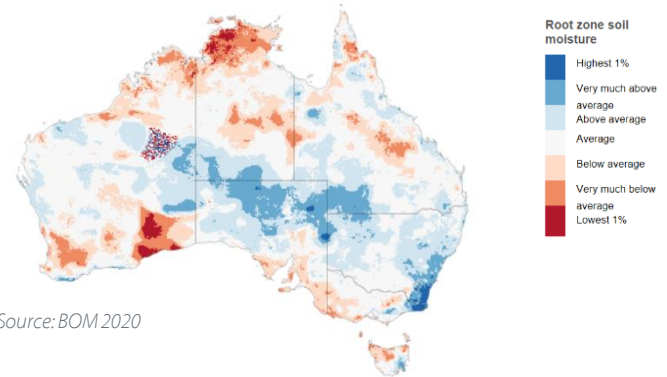 Root zone soil
moisture
Highest 1%
Very much above
average
Above average
Average
Below average
Very much below
average
Lowest 1%
Source: BOM 2020